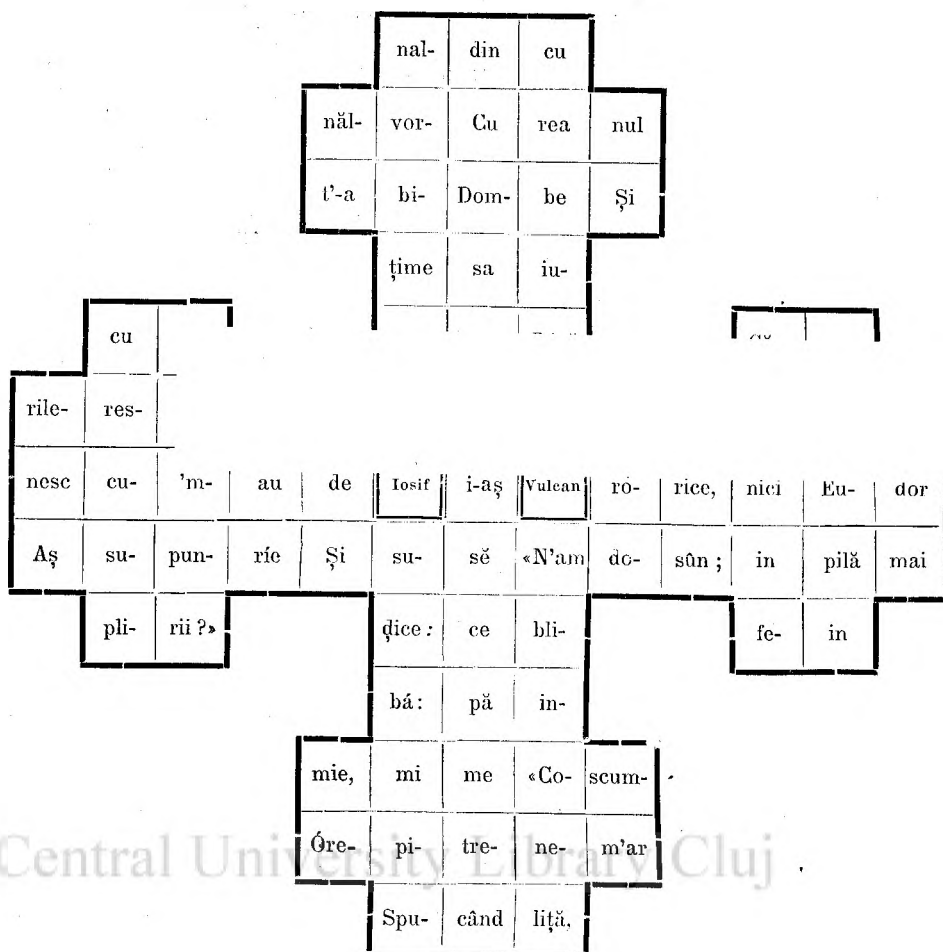 nal- din cu
năl- vor- Cu rea nul
t'-a bi- Dom- be Și
țime sa iu-
cu
rile- res-
nesc cu- 'm- au de Iosif i-aș Vulcan ro- rice, nici Eu- dor
Aș su- pun- ríe Și su- sĕ «N'am do- sûn; in pilă mai
pli- rii?» ḑice: ce bli- fe- in
bá: pă in-
mie, mi me «Co- scum-
Óre- pi- tre- ne- m'ar
Central University Library Cluj
Spu- când liță,